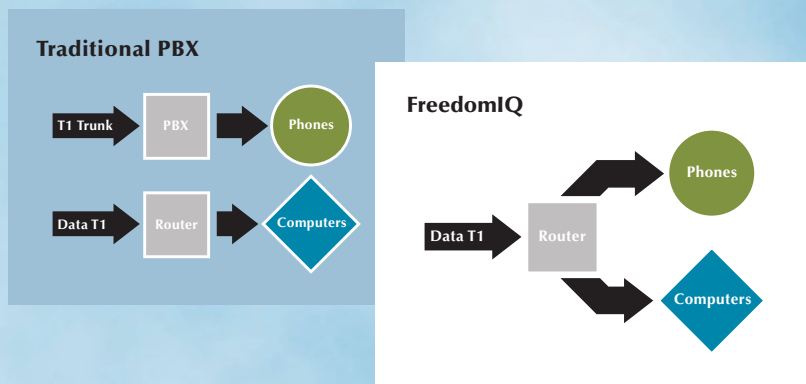 Traditional PBX
T1 Trunk
PBX
Phones
Data T1
Router
Computers
FreedomIQ
Data T1
Router
Phones
Computers